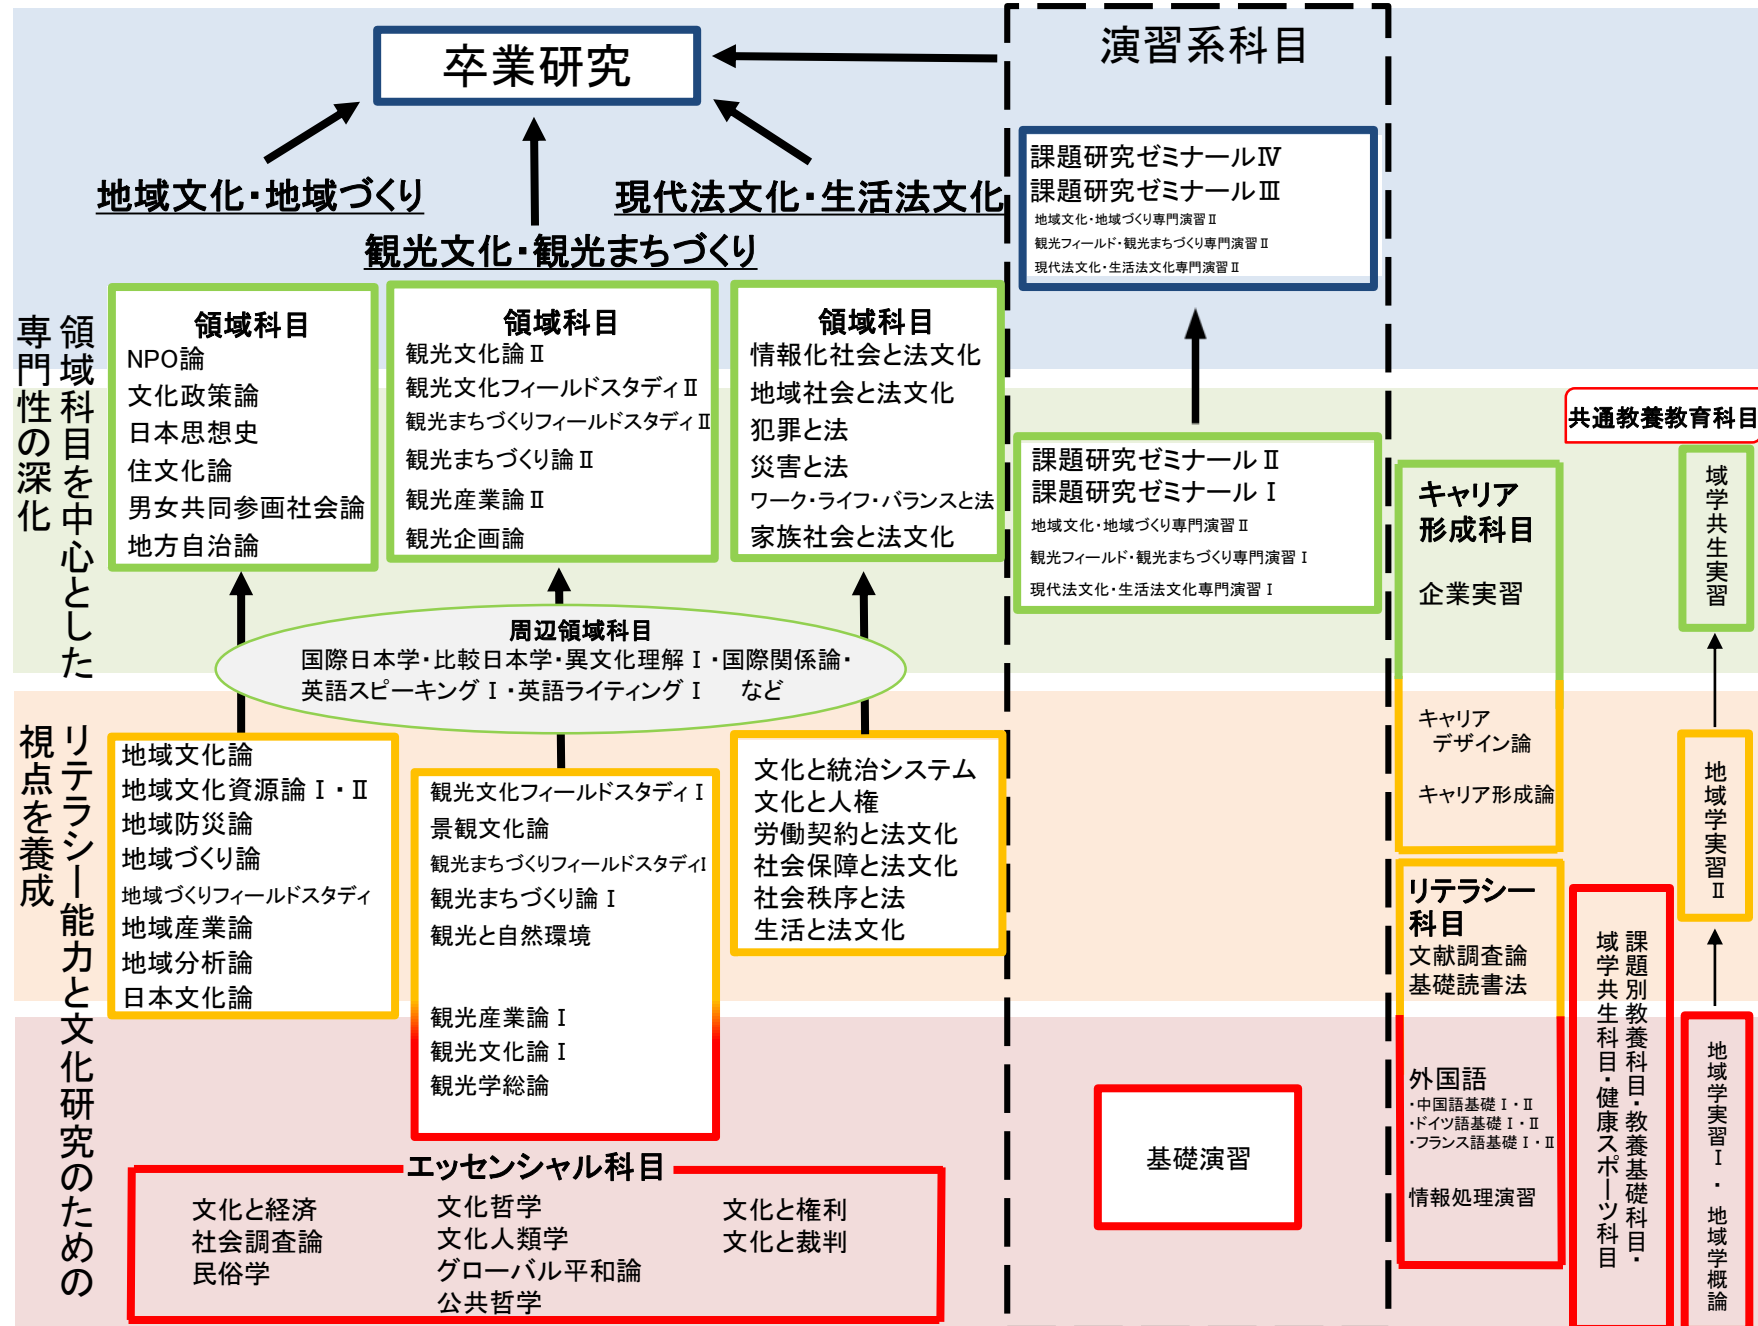 卒業研究
演習系科目
地域文化・地域づくり
現代法文化・生活法文化
観光文化・観光まちづくり
課題研究ゼミナールⅣ
課題研究ゼミナールⅢ
地域文化・地域づくり専門演習Ⅱ
観光フィールド・観光まちづくり専門演習Ⅱ
現代法文化・生活法文化専門演習Ⅱ
領域科目を中心とした
専門性の深化
領域科目
NPO論
文化政策論
日本思想史
住文化論
男女共同参画社会論
地方自治論
領域科目
観光文化論Ⅱ
観光文化フィールドスタディⅡ
観光まちづくりフィールドスタディⅡ
観光まちづくり論Ⅱ
観光産業論Ⅱ
観光企画論
領域科目
情報化社会と法文化
地域社会と法文化
犯罪と法
災害と法
ワーク・ライフ・バランスと法
家族社会と法文化
課題研究ゼミナールⅡ
課題研究ゼミナールⅠ
地域文化・地域づくり専門演習Ⅱ
観光フィールド・観光まちづくり専門演習Ⅰ
現代法文化・生活法文化専門演習Ⅰ
共通教養教育科目
キャリア
形成科目
企業実習
域学共生実習
周辺領域科目
国際日本学・比較日本学・異文化理解Ⅰ・国際関係論・
英語スピーキングⅠ・英語ライティングⅠ　など
リテラシー能力と文化研究のための
視点を養成
地域文化論
地域文化資源論Ⅰ・Ⅱ
地域防災論
地域づくり論
地域づくりフィールドスタディ
地域産業論
地域分析論
日本文化論
観光文化フィールドスタディⅠ
景観文化論
観光まちづくりフィールドスタディⅠ
観光まちづくり論Ⅰ
観光と自然環境
観光産業論Ⅰ
観光文化論Ⅰ
観光学総論
文化と統治システム
文化と人権
労働契約と法文化
社会保障と法文化
社会秩序と法
生活と法文化
キャリア
デザイン論
キャリア形成論
地域学実習Ⅱ
リテラシー
科目
文献調査論
基礎読書法
外国語
・中国語基礎Ⅰ・Ⅱ
・ドイツ語基礎Ⅰ・Ⅱ
・フランス語基礎Ⅰ・Ⅱ
情報処理演習
課題別教養科目・教養基礎科目・
域学共生科目・健康スポーツ科目
地域学実習Ⅰ・地域学概論
基礎演習
エッセンシャル科目
文化と経済
社会調査論
民俗学
文化哲学
文化人類学
グローバル平和論
公共哲学
文化と権利
文化と裁判